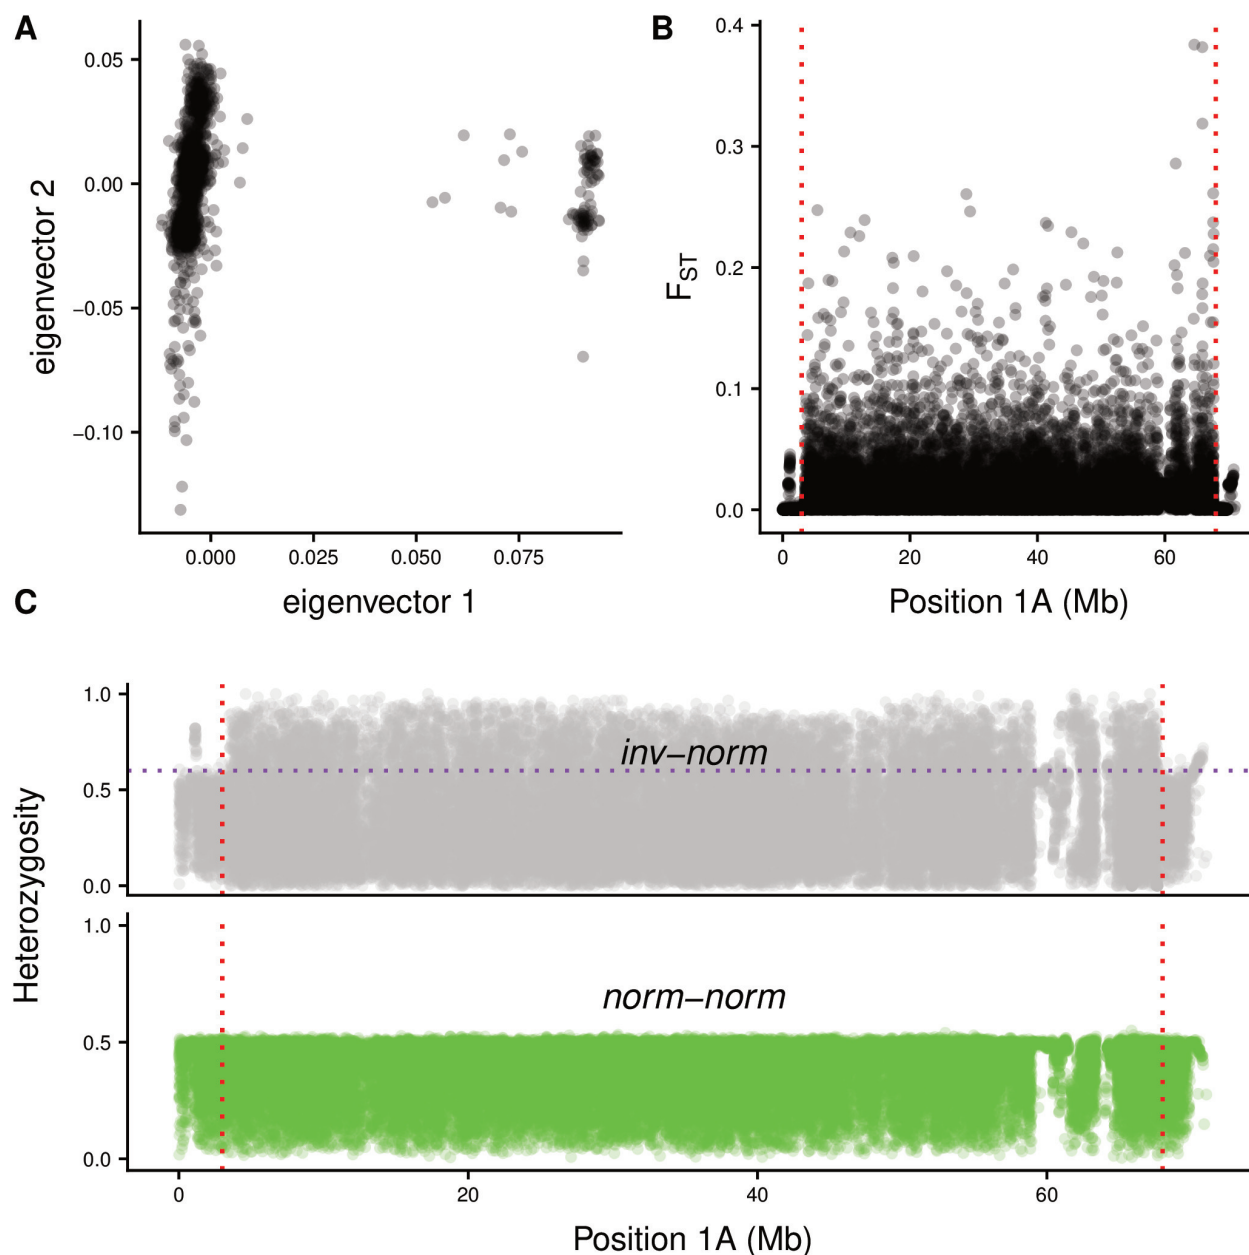 A
0.05
0.00
−0.05
−0.10
eigenvector 2
0.000
0.025
0.050
0.075
eigenvector 1
B
0.4
0.3
0.2
0.1
0.0
FST
0
20
40
60
Position 1A (Mb)
C
1.0
0.5
0.0
inv−norm
Heterozygosity
1.0
0.5
0.0
norm−norm
0
20
40
60
Position 1A (Mb)